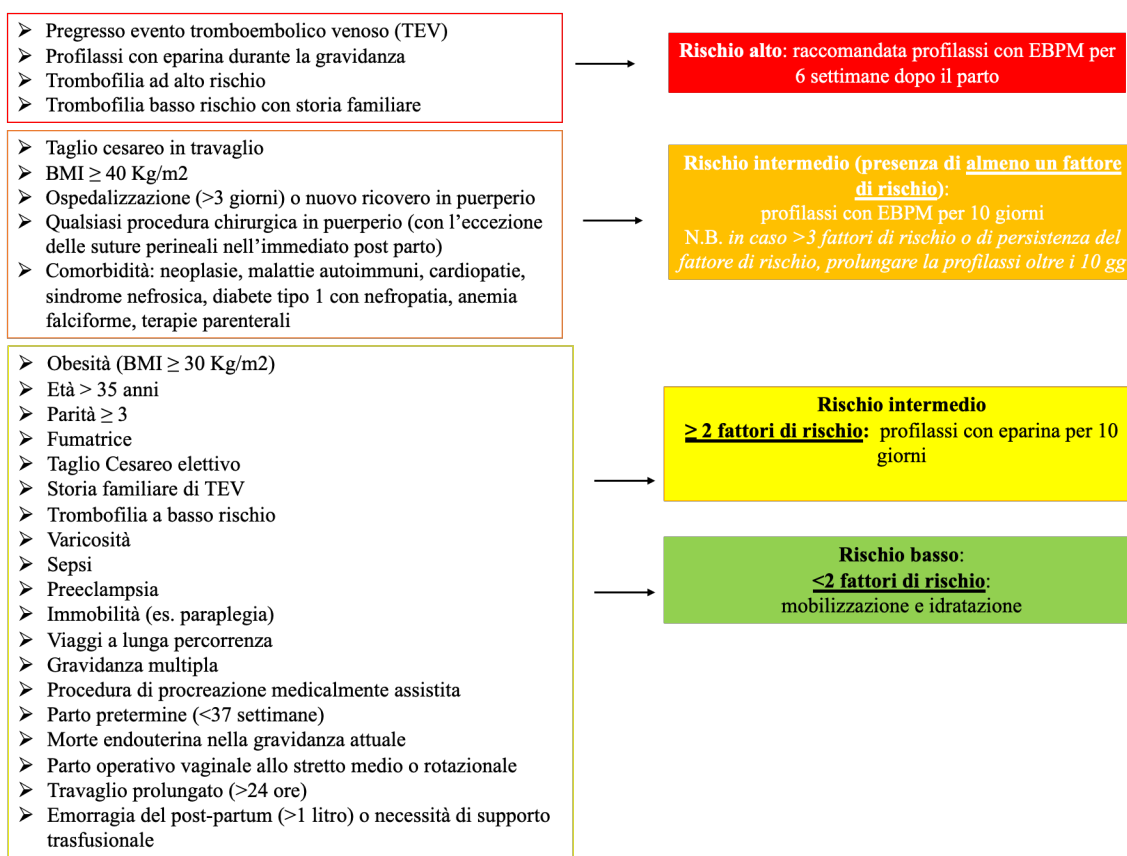 ➢ Pregresso evento tromboembolico venoso (TEV)
➢ Profilassi con eparina durante la gravidanza
➢ Trombofilia ad alto rischio
➢ Trombofilia basso rischio con storia familiare
Rischio alto: raccomandata profilassi con EBPM per
6 settimane dopo il parto
➢ Taglio cesareo in travaglio
➢ BMI ≥ 40 Kg/m2
➢ Ospedalizzazione (>3 giorni) o nuovo ricovero in puerperio
➢ Qualsiasi procedura chirurgica in puerperio (con l'eccezione
delle suture perineali nell'immediato post parto)
➢ Comorbidità: neoplasie, malattie autoimmuni, cardiopatie,
sindrome nefrosica, diabete tipo 1 con nefropatia, anemia
falciforme, terapie parenterali
Rischio intermedio (presenza di almeno un fattore
di rischio):
profilassi con EBPM per 10 giorni
N.B. in caso >3 fattori di rischio o di persistenza del
fattore di rischio, prolungare la profilassi oltre i 10 gg
➢ Obesità (BMI ≥ 30 Kg/m2)
➢ Età > 35 anni
➢ Parità ≥ 3
➢ Fumatrice
➢ Taglio Cesareo elettivo
➢ Storia familiare di TEV
➢ Trombofilia a basso rischio
➢ Varicosità
➢ Sepsi
➢ Preeclampsia
➢ Immobilità (es. paraplegia)
➢ Viaggi a lunga percorrenza
➢ Gravidanza multipla
➢ Procedura di procreazione medicalmente assistita
➢ Parto pretermine (<37 settimane)
➢ Morte endouterina nella gravidanza attuale
➢ Parto operativo vaginale allo stretto medio o rotazionale
➢ Travaglio prolungato (>24 ore)
➢ Emorragia del post-partum (>1 litro) o necessità di supporto
trasfusionale
Rischio intermedio
≥ 2 fattori di rischio: profilassi con eparina per 10
giorni
Rischio basso:
<2 fattori di rischio:
mobilizzazione e idratazione